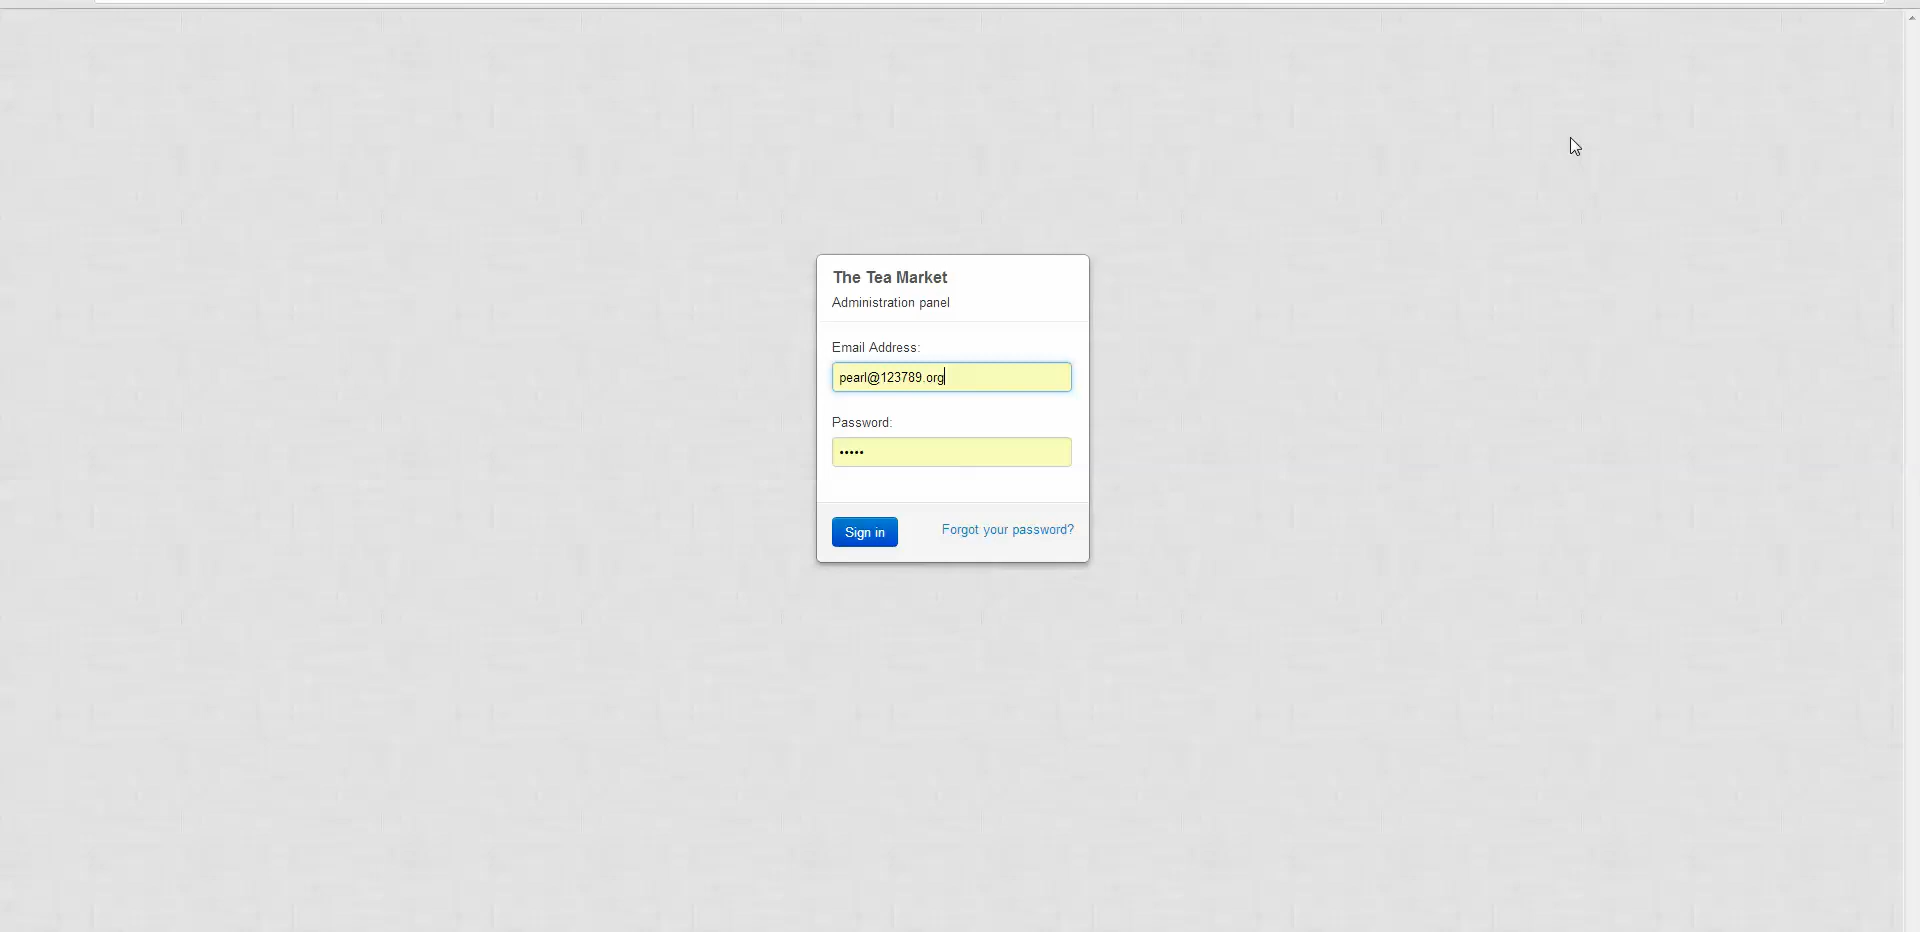 The Tea Market
Administration panel
Email Address:
pearl@123789.org
Password:
•••••
Sign in
Forgot your password?